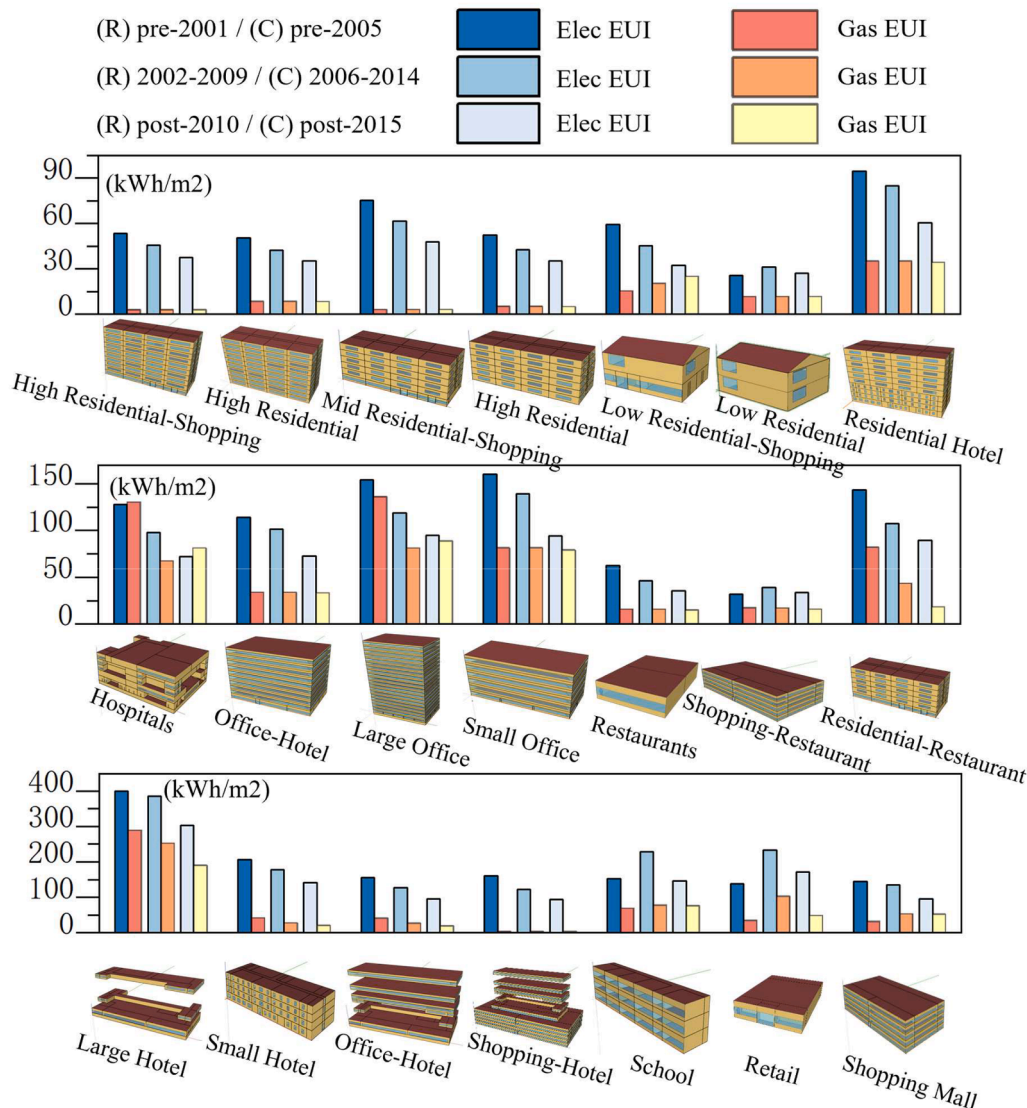 (R) pre-2001 / (C) pre-2005 Elec EUI Gas EUI
(R) 2002-2009 / (C) 2006-2014 Elec EUI Gas EUI
(R) post-2010 / (C) post-2015 Elec EUI Gas EUI
(kWh/m2)
90
60
30
0
High Residential-Shopping
High Residential
Mid Residential-Shopping
High Residential
Low Residential-Shopping
Low Residential
Residential Hotel
(kWh/m2)
150
100
50
0
Hospitals
Office-Hotel
Large Office
Small Office
Restaurants
Shopping-Restaurant
Residential-Restaurant
(kWh/m2)
400
300
200
100
0
Large Hotel
Small Hotel
Office-Hotel
Shopping-Hotel
School
Retail
Shopping Mall